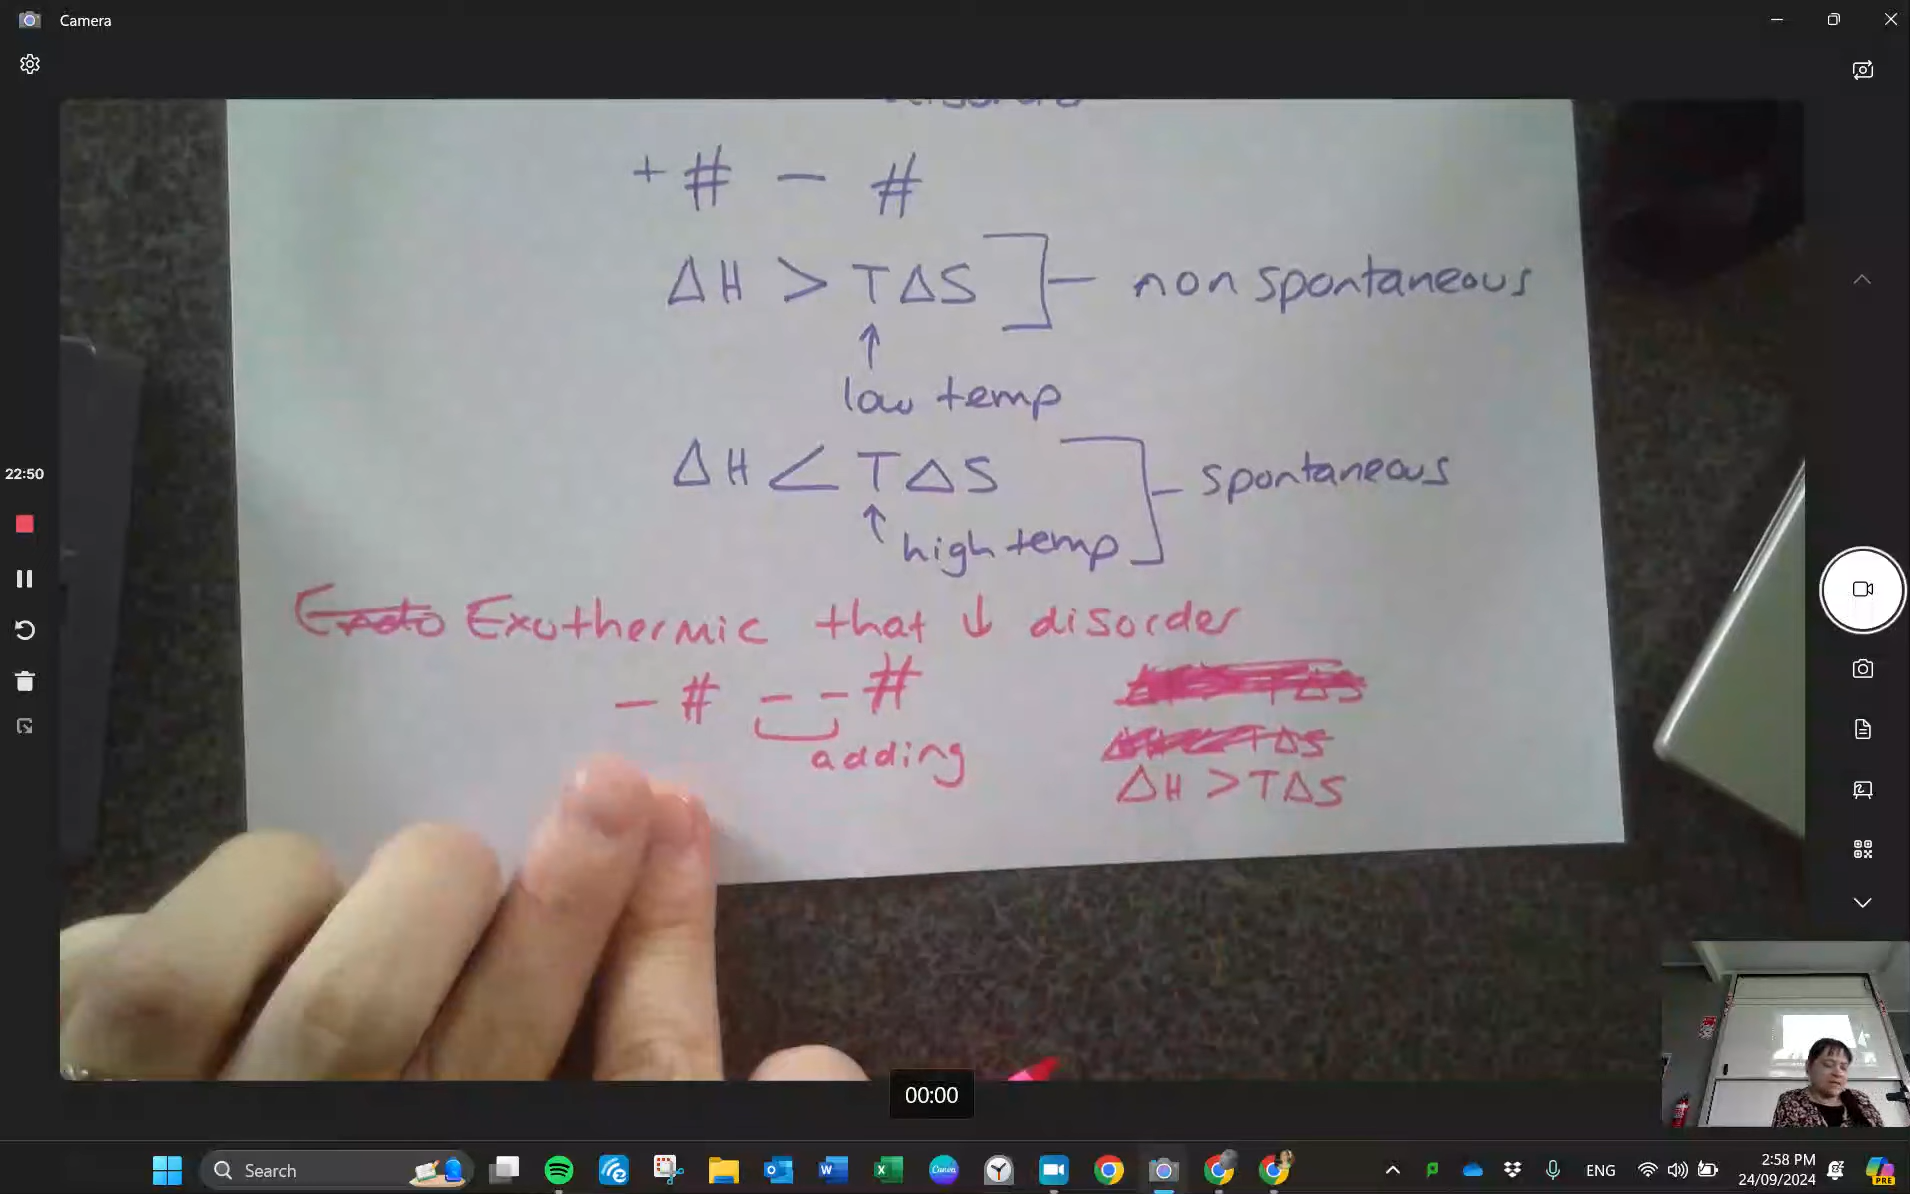 Camera
+ # - #
ΔH > TΔS ] - non spontaneous
↑
low temp
22:50
ΔH < TΔS ] - spontaneous
↑ high temp
Exothermic that ↓ disorder
- # - - #
adding
ΔH > TΔS
00:00
Search
ENG
2:58 PM
24/09/2024